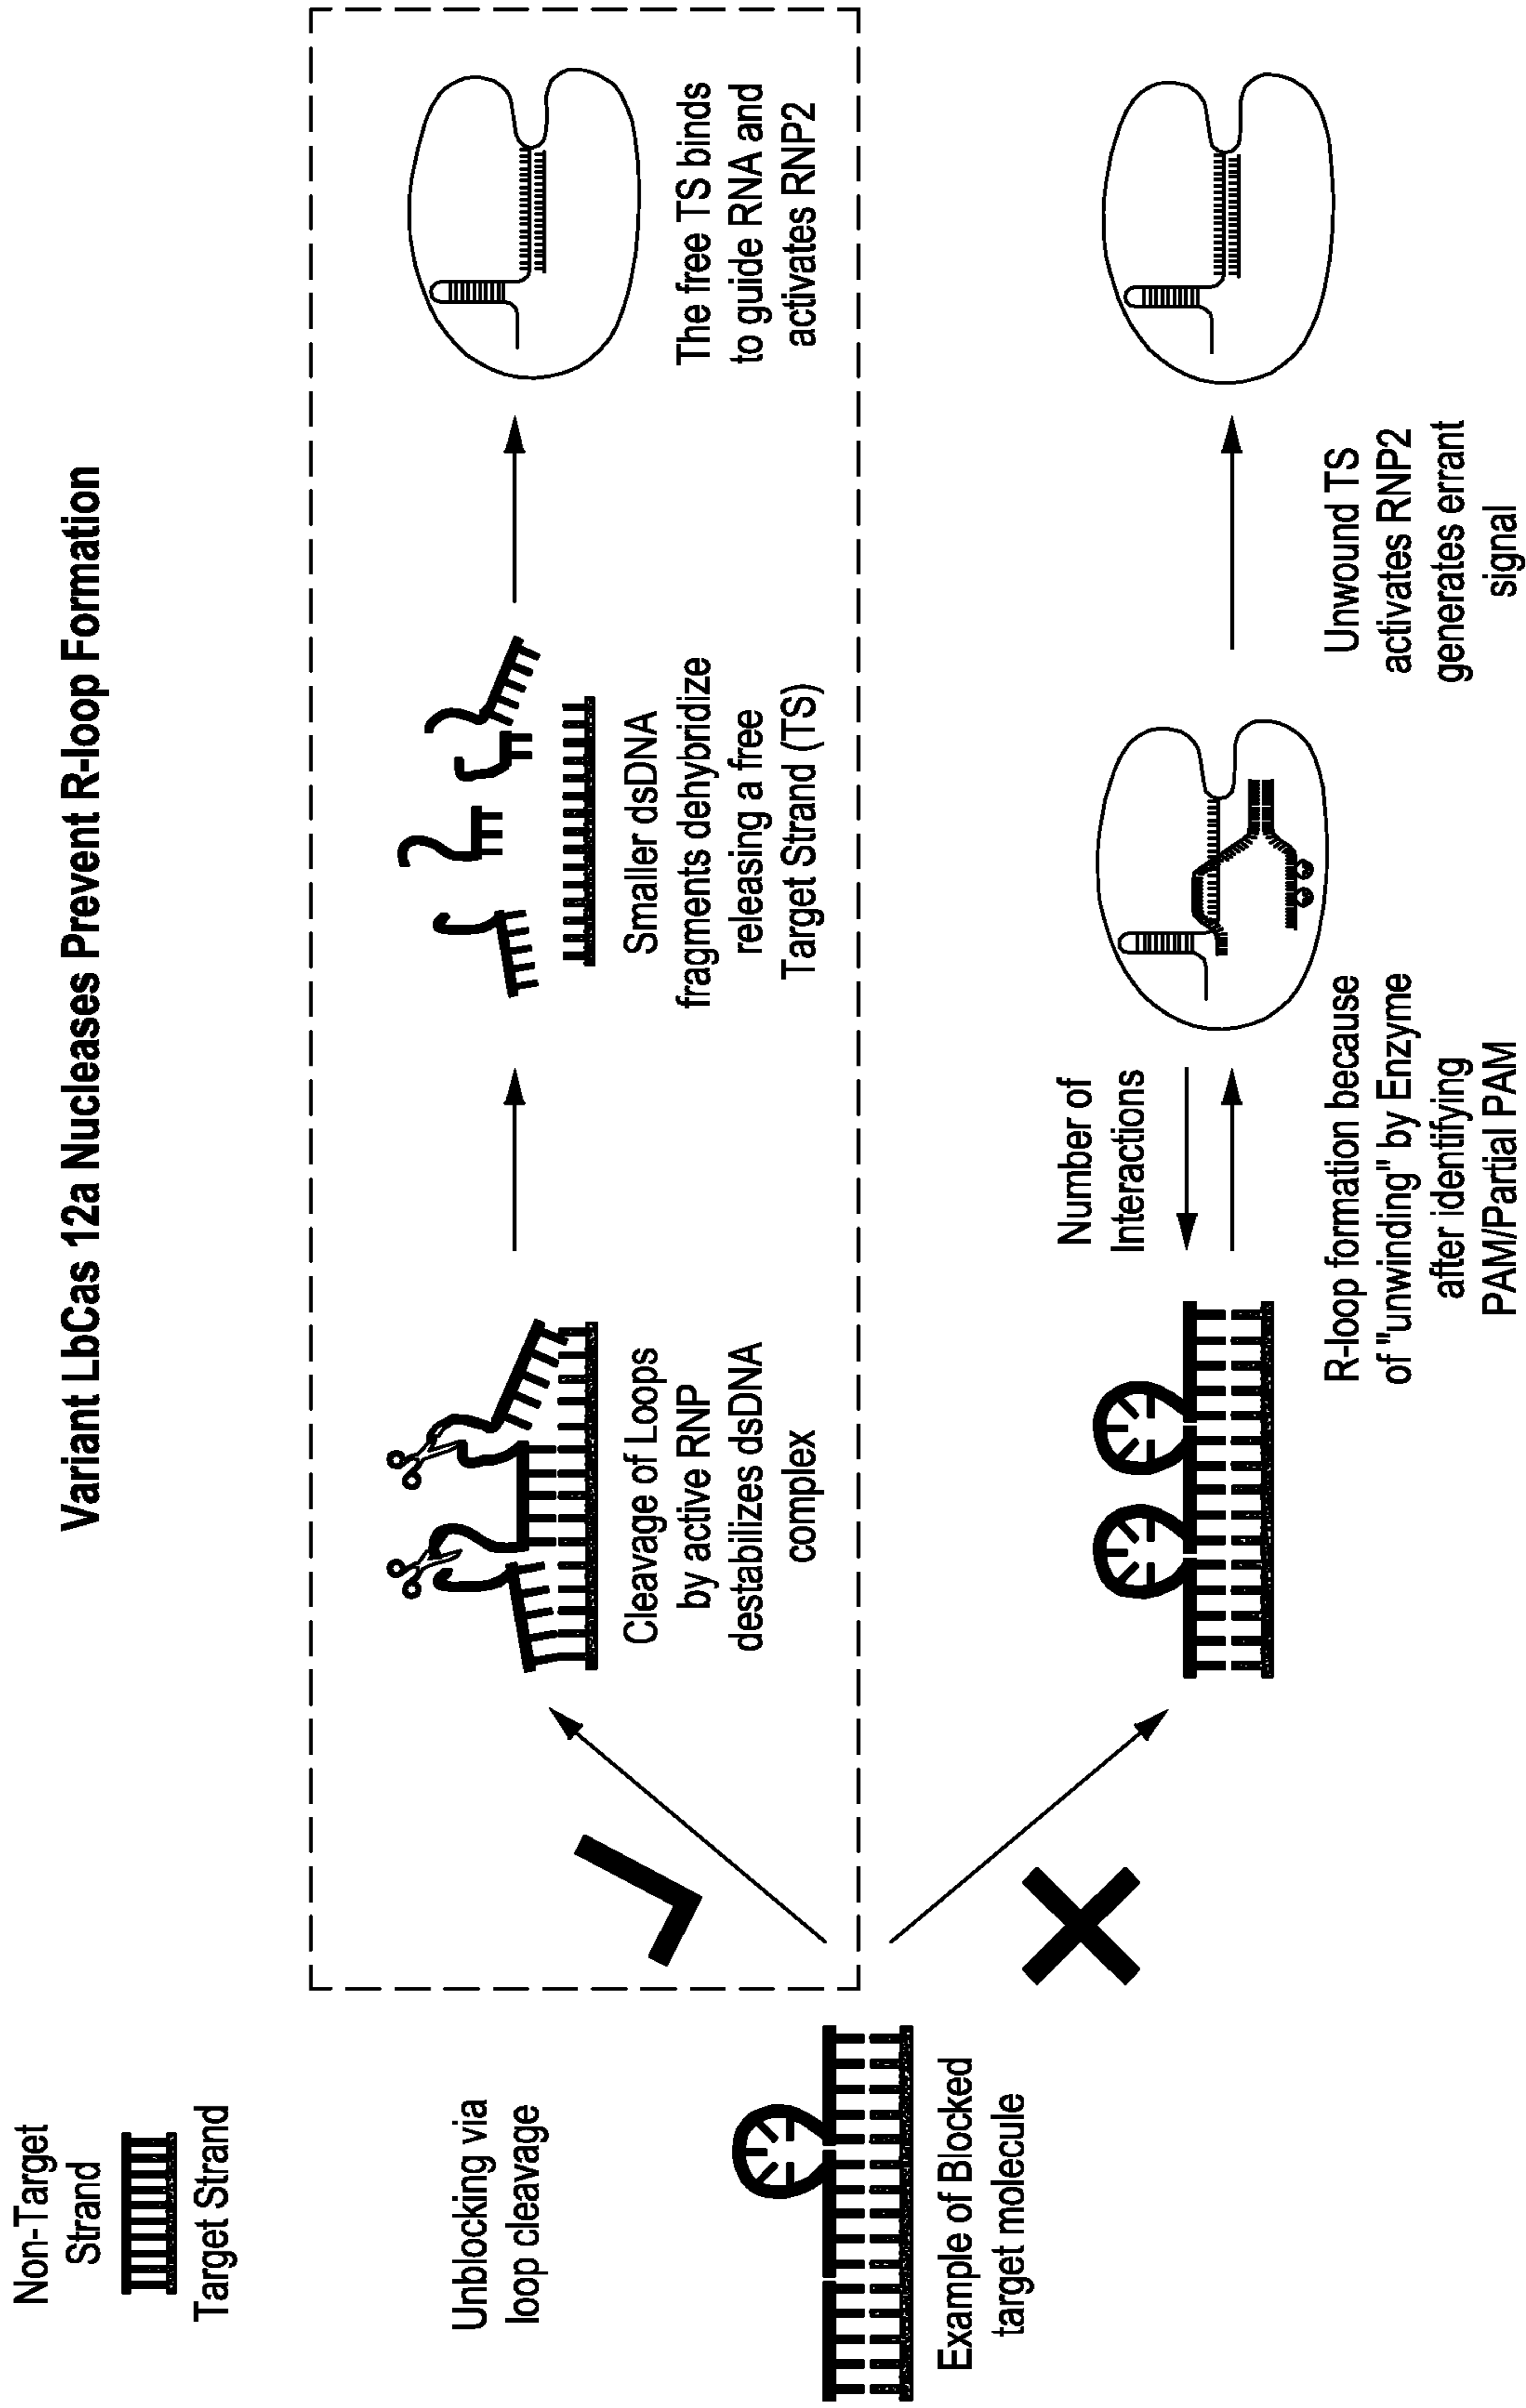 Variant LbCas 12a Nucleases Prevent R-loop Formation
Non-Target
Strand
Target Strand
Unblocking via
loop cleavage
Example of Blocked
target molecule
Cleavage of Loops
by active RNP
destabilizes dsDNA
complex
Smaller dsDNA
fragments dehybridize
releasing a free
Target Strand (TS)
The free TS binds
to guide RNA and
activates RNP2
Number of
Interactions
R-loop formation because
of "unwinding" by Enzyme
after identifying
PAM/Partial PAM
Unwound TS
activates RNP2
generates errant
signal